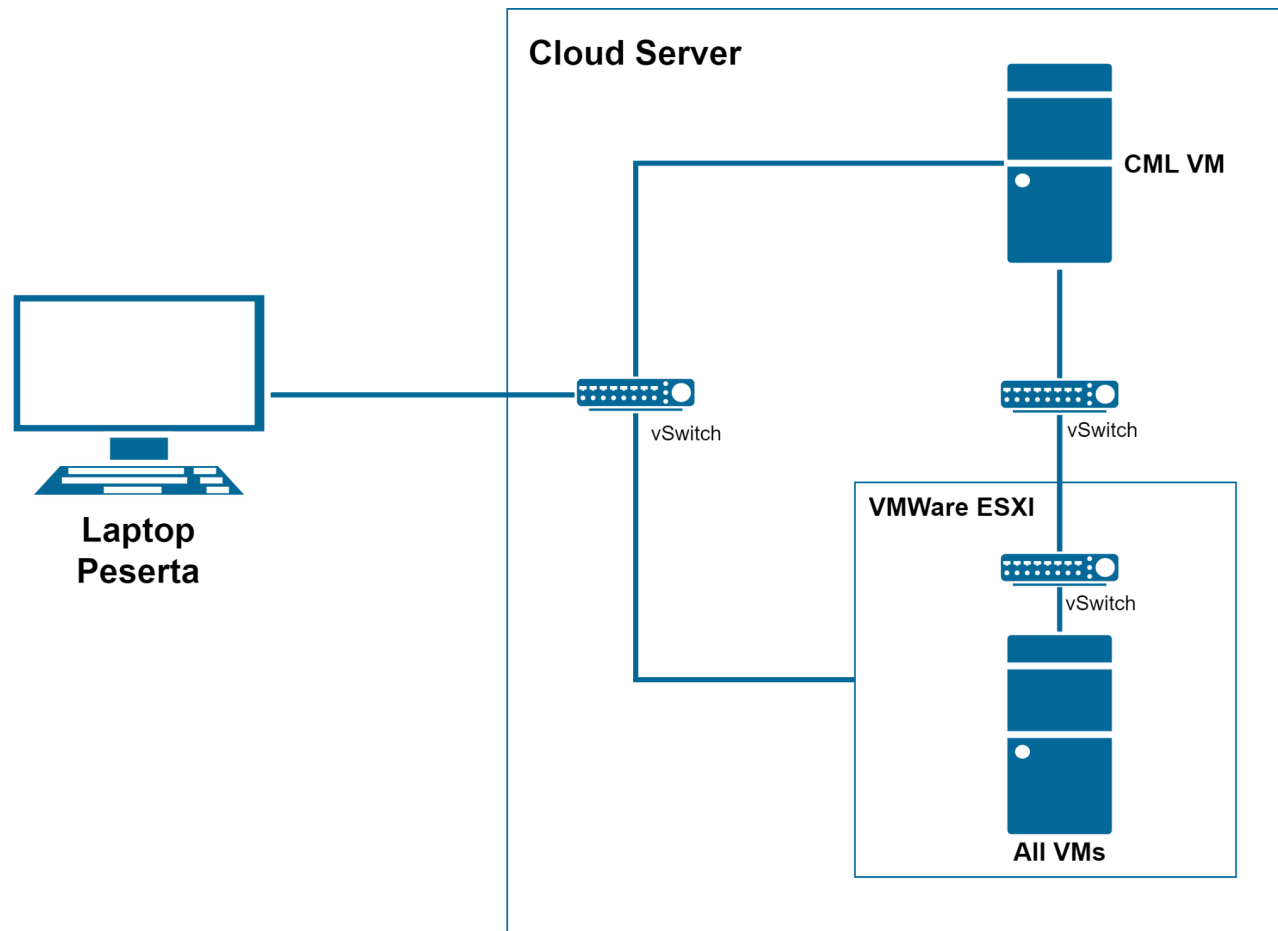 Cloud Server
CML VM
vSwitch
vSwitch
Laptop
Peserta
VMWare ESXI
vSwitch
All VMs